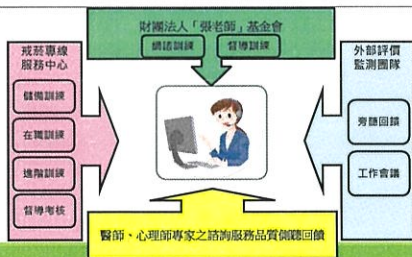 財團法人「張老師」基金會
諮商訓練
督導訓練
戒菸專線
服務中心
儲備訓練
在職訓練
進階訓練
督導考核
外部評價
監測團隊
旁聽回饋
工作會議
醫師、心理師專家之諮詢服務品質側聽回饋